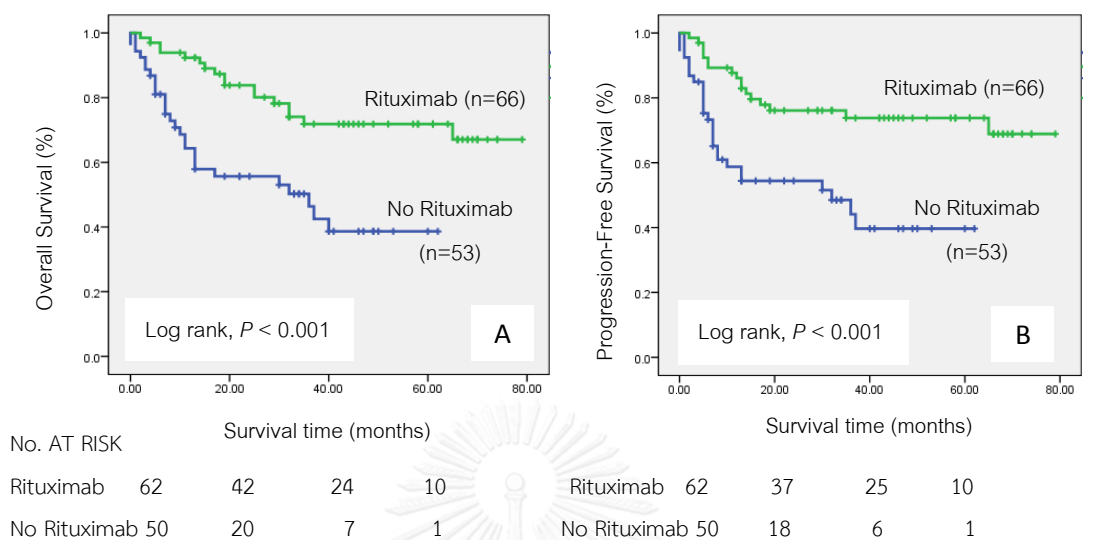 Overall Survival (%)
1.0
0.8
0.6
0.4
0.2
0.0
Rituximab (n=66)
No Rituximab
(n=53)
Log rank, P < 0.001
A
0.00 20.00 40.00 60.00 80.00
Survival time (months)
Progression-Free Survival (%)
1.0
0.8
0.6
0.4
0.2
0.0
Rituximab (n=66)
No Rituximab
(n=53)
Log rank, P < 0.001
B
0.00 20.00 40.00 60.00 80.00
Survival time (months)
No. AT RISK
Rituximab 62 42 24 10
No Rituximab 50 20 7 1
Rituximab 62 37 25 10
No Rituximab 50 18 6 1